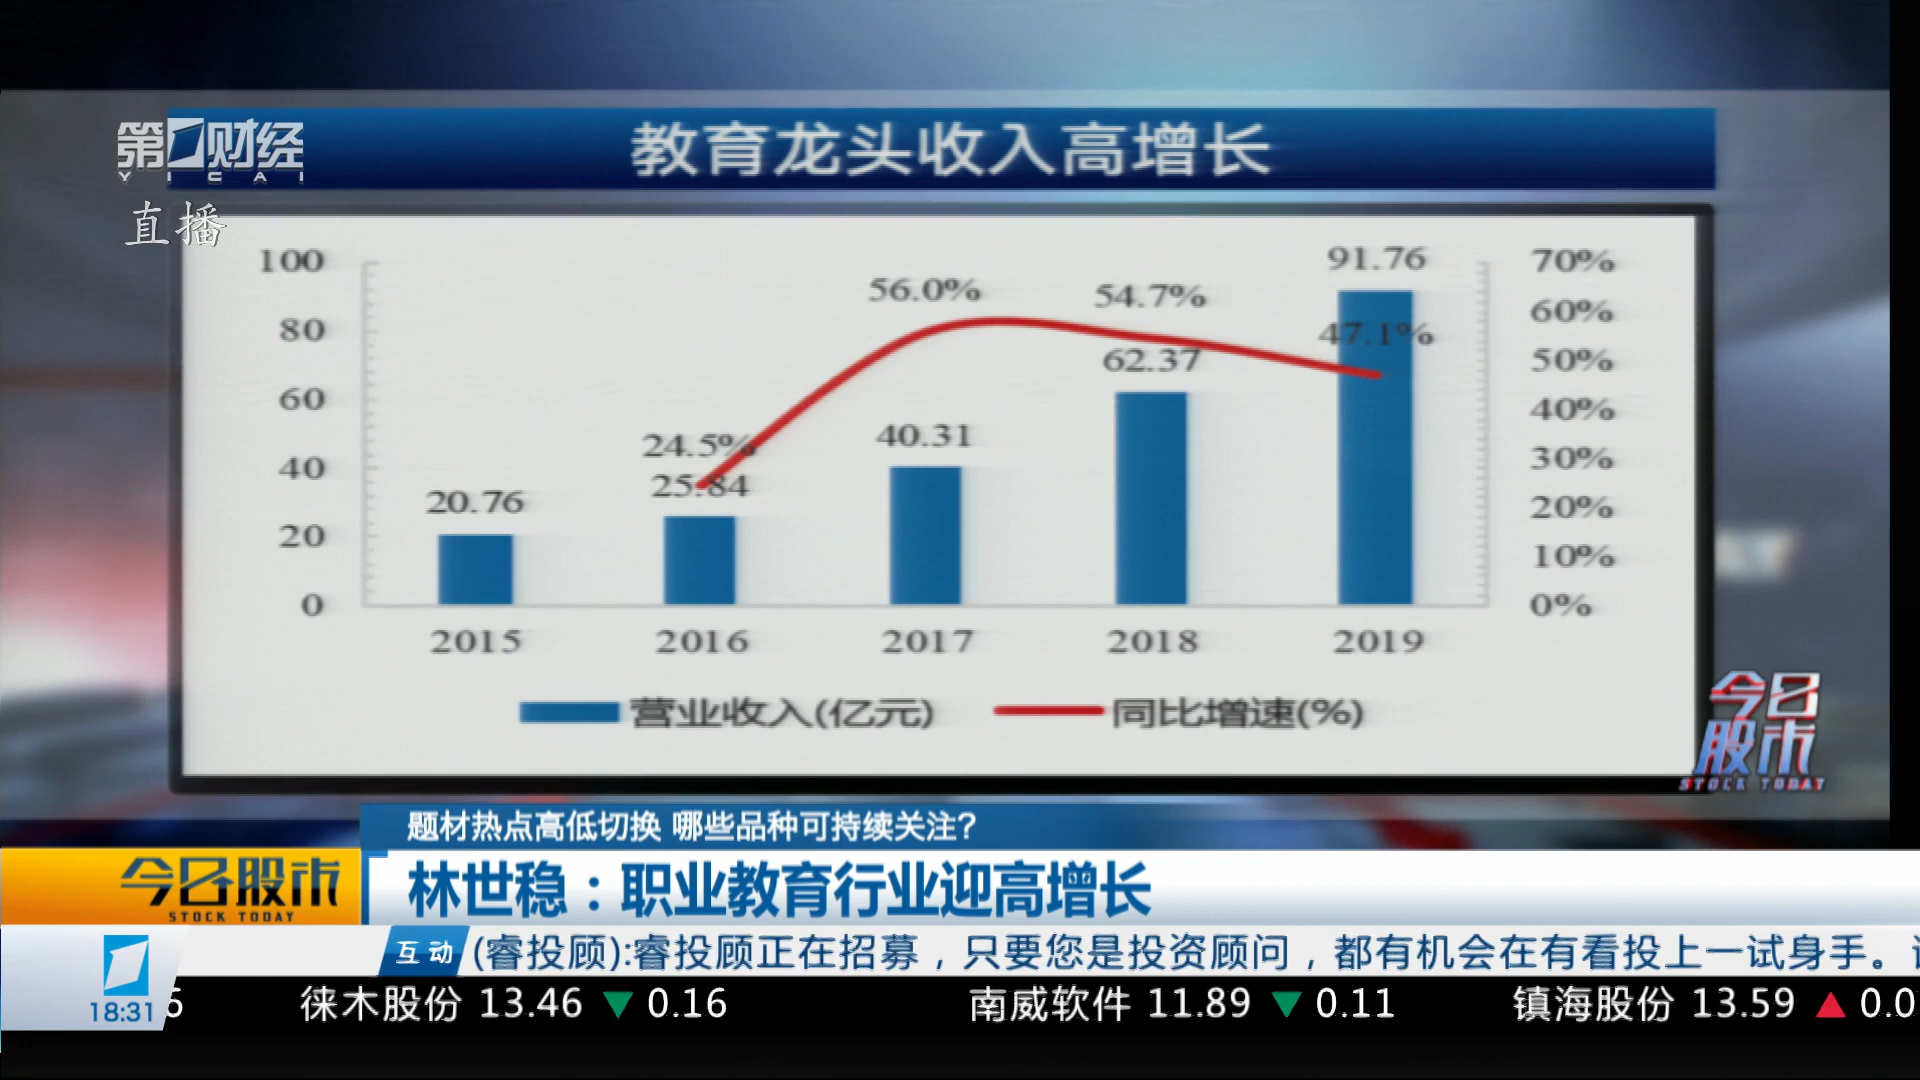 第一财经
YICAI
直播
教育龙头收入高增长
100
80
60
40
20
0
70%
60%
50%
40%
30%
20%
10%
0%
20.76
24.5%
25.84
56.0%
40.31
54.7%
62.37
91.76
47.1%
2015 2016 2017 2018 2019
营业收入(亿元) 同比增速(%)
今日股市
STOCK TODAY
题材热点高低切换 哪些品种可持续关注?
今日股市
STOCK TODAY
林世稳：职业教育行业迎高增长
互动 (睿投顾):睿投顾正在招募，只要您是投资顾问，都有机会在有看投上一试身手。
18:31
徕木股份 13.46 ▼ 0.16 南威软件 11.89 ▼ 0.11 镇海股份 13.59 ▲ 0.0